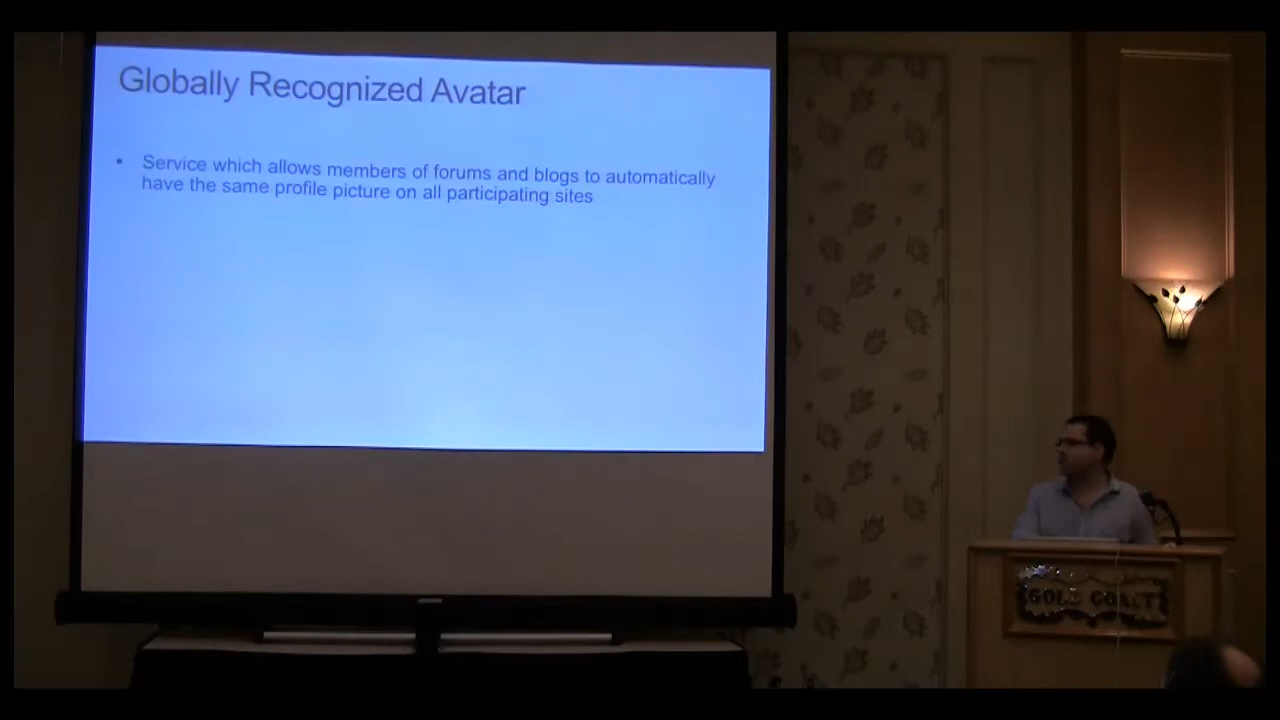 Globally Recognized Avatar
• Service which allows members of forums and blogs to automatically
have the same profile picture on all participating sites
GOLD COAST